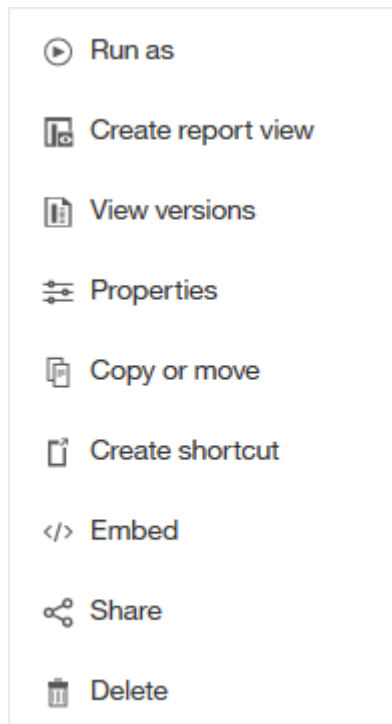 Run as
Create report view
View versions
Properties
Copy or move
Create shortcut
Embed
Share
Delete